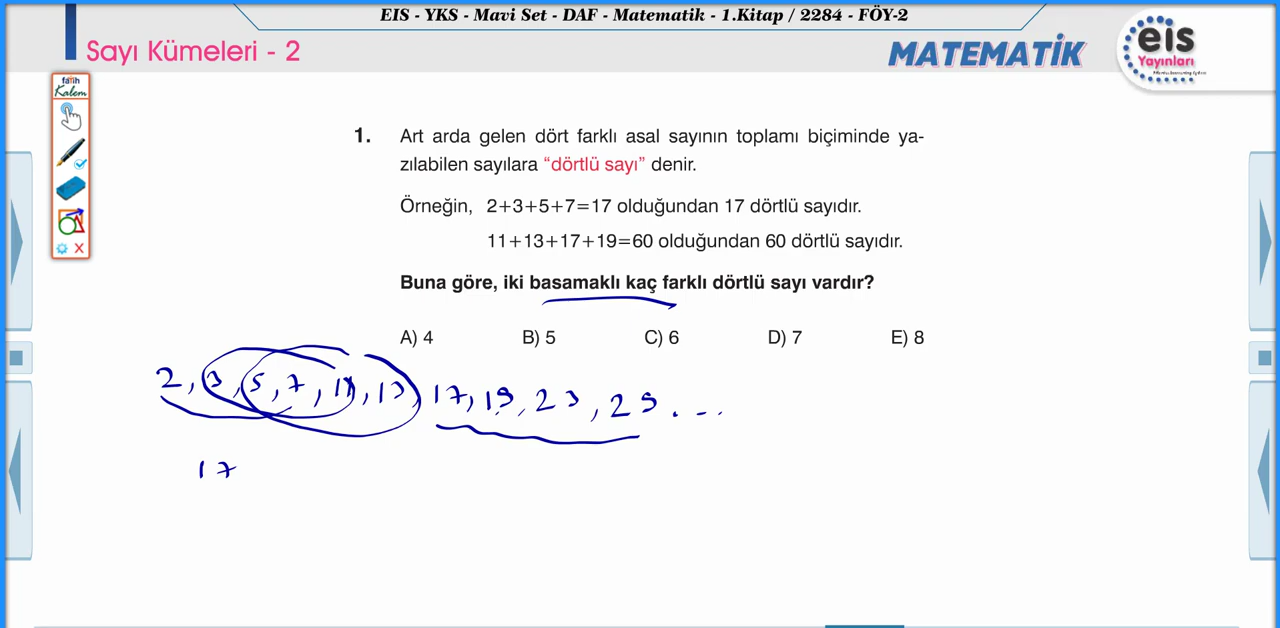 EIS - YKS - Mavi Set - DAF - Matematik - 1.Kitap / 2284 - FÖY-2
Sayı Kümeleri - 2
MATEMATİK
eis
Yayınları
fatih
Kalem
1. Art arda gelen dört farklı asal sayının toplamı biçiminde ya-
zılabilen sayılara “dörtlü sayı” denir.
Örneğin, 2+3+5+7=17 olduğundan 17 dörtlü sayıdır.
11+13+17+19=60 olduğundan 60 dörtlü sayıdır.
Buna göre, iki basamaklı kaç farklı dörtlü sayı vardır?
A) 4 B) 5 C) 6 D) 7 E) 8
2, 3, 5, 7, 11, 13, 17, 19, 23, 29 . . . .
17